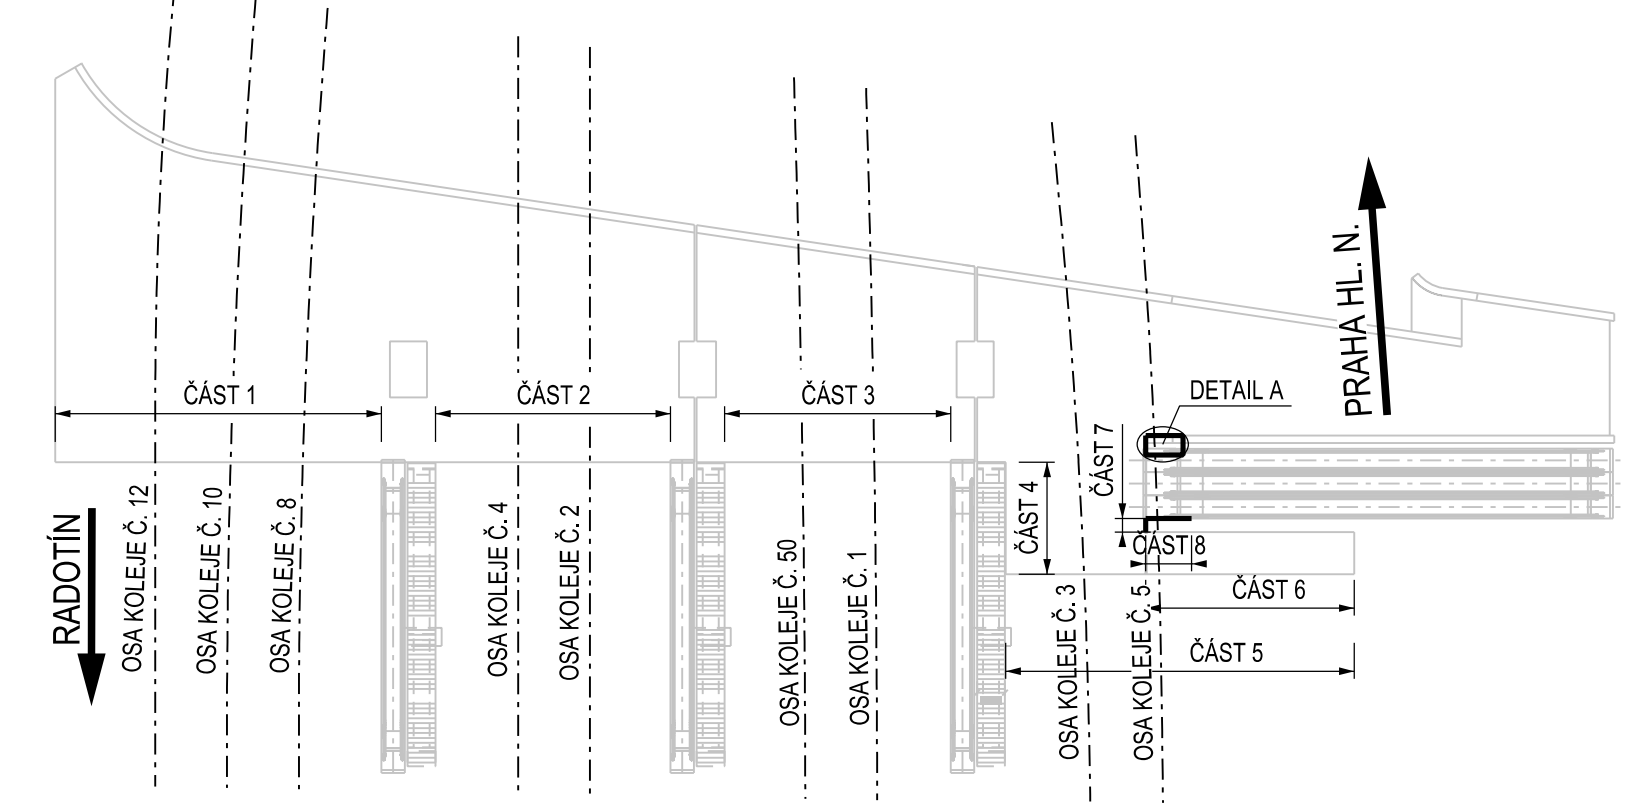 PRAHA HL. N.
ČÁST 1
ČÁST 2
ČÁST 3
DETAIL A
ČÁST 7
ČÁST 4
ČÁST 8
ČÁST 6
ČÁST 5
RADOTÍN
OSA KOLEJE Č. 12
OSA KOLEJE Č. 10
OSA KOLEJE Č. 8
OSA KOLEJE Č. 4
OSA KOLEJE Č. 2
OSA KOLEJE Č. 50
OSA KOLEJE Č. 1
OSA KOLEJE Č. 3
OSA KOLEJE Č. 5